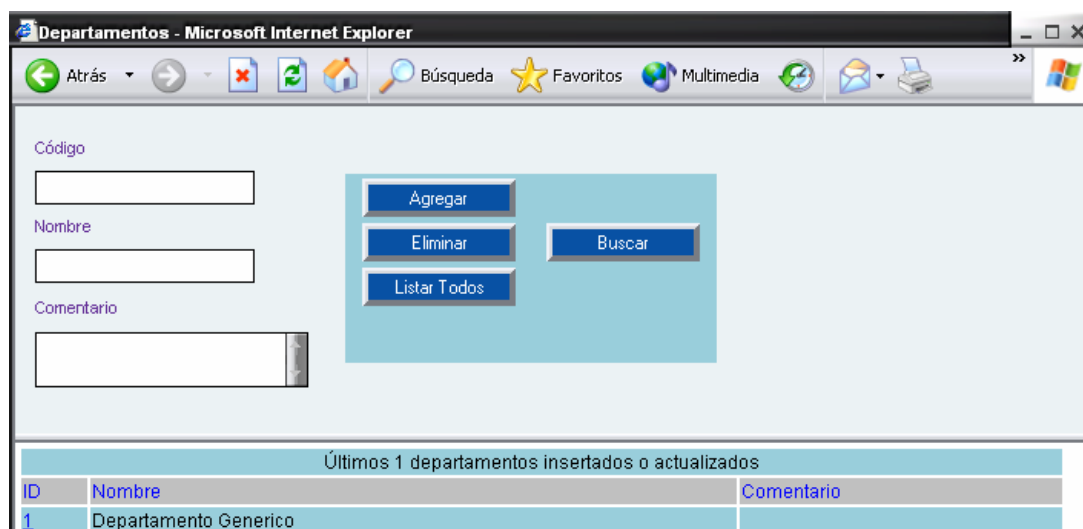 Departamentos - Microsoft Internet Explorer
Atrás Búsqueda Favoritos Multimedia »
Código
Agregar
Nombre
Eliminar Buscar
Listar Todos
Comentario
Últimos 1 departamentos insertados o actualizados
ID Nombre Comentario
1 Departamento Generico